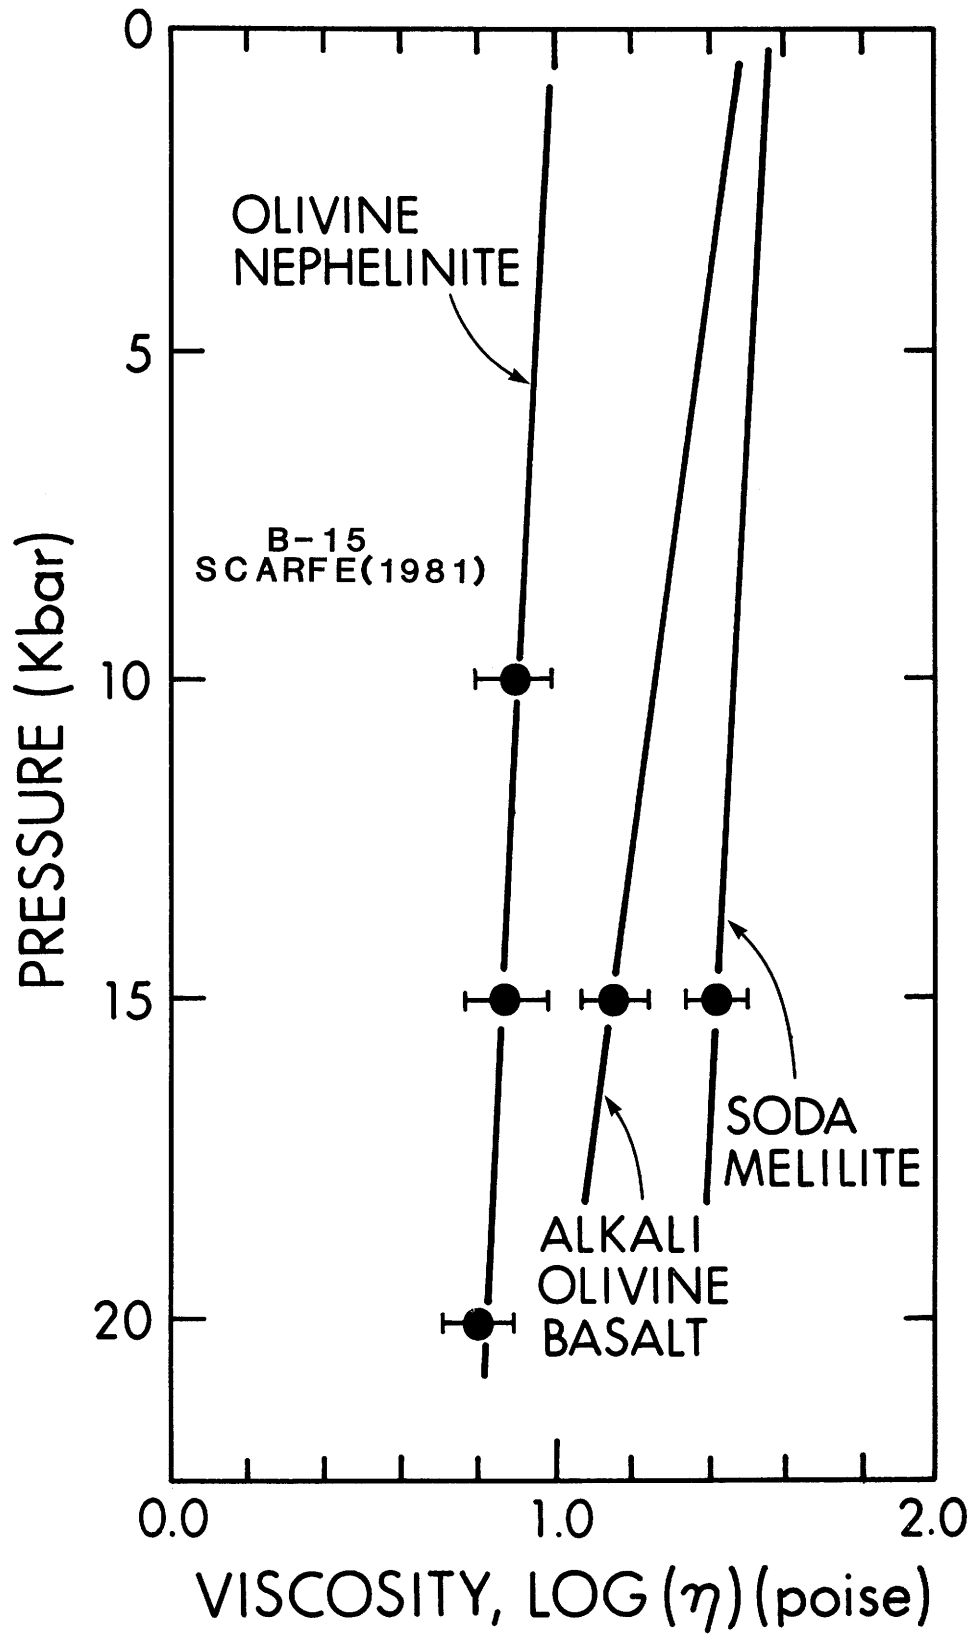 0
OLIVINE
NEPHELINITE
5
B-15
SCARFE(1981)
10
15
SODA
MELILITE
ALKALI
OLIVINE
BASALT
20
PRESSURE (Kbar)
0.0 1.0 2.0
VISCOSITY, LOG (η) (poise)